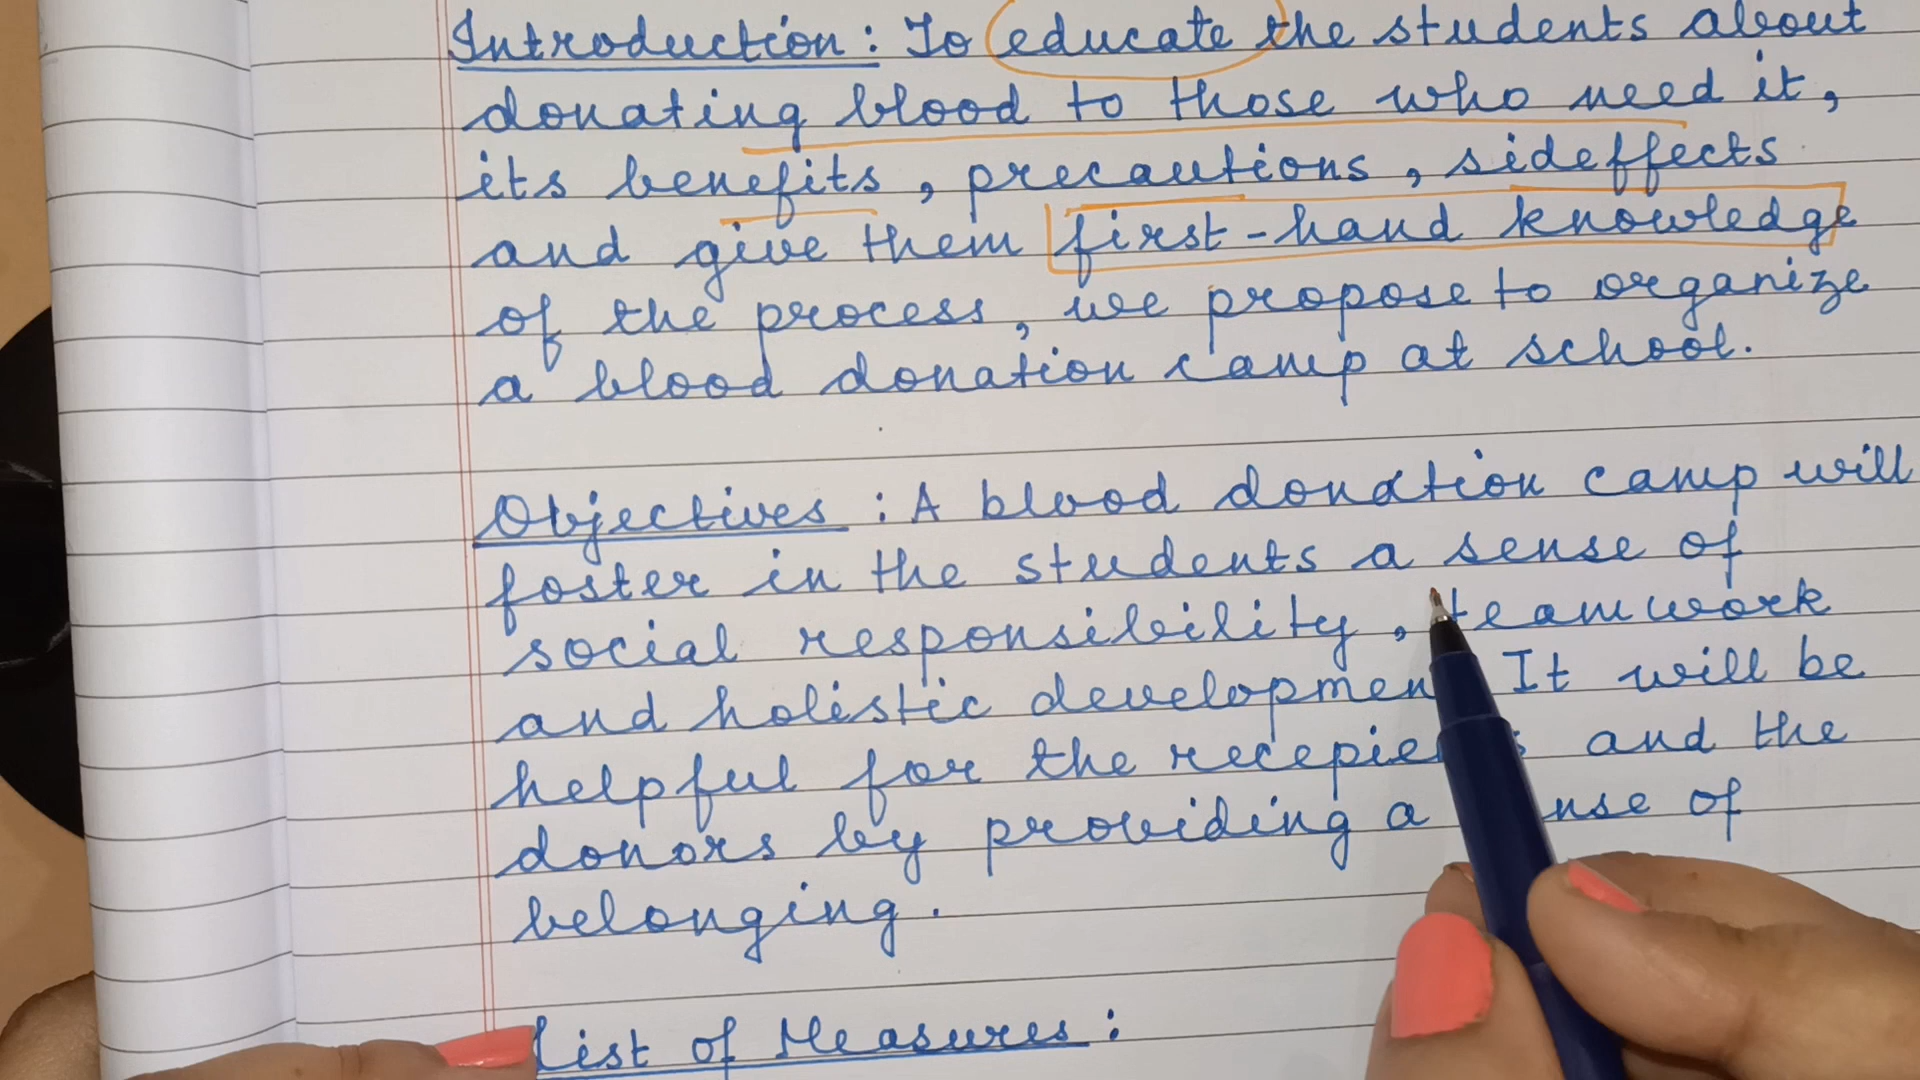 Introduction: To educate the students about
donating blood to those who need it,
its benefits, precautions, sideffects
and give them first-hand knowledge
of the process, we propose to organize
a blood donation camp at school.
Objectives: A blood donation camp will
foster in the students a sense of
social responsibility, teamwork
and holistic developmen It will be
helpful for the and the
donors by providing a of
belonging.
List of Measures: